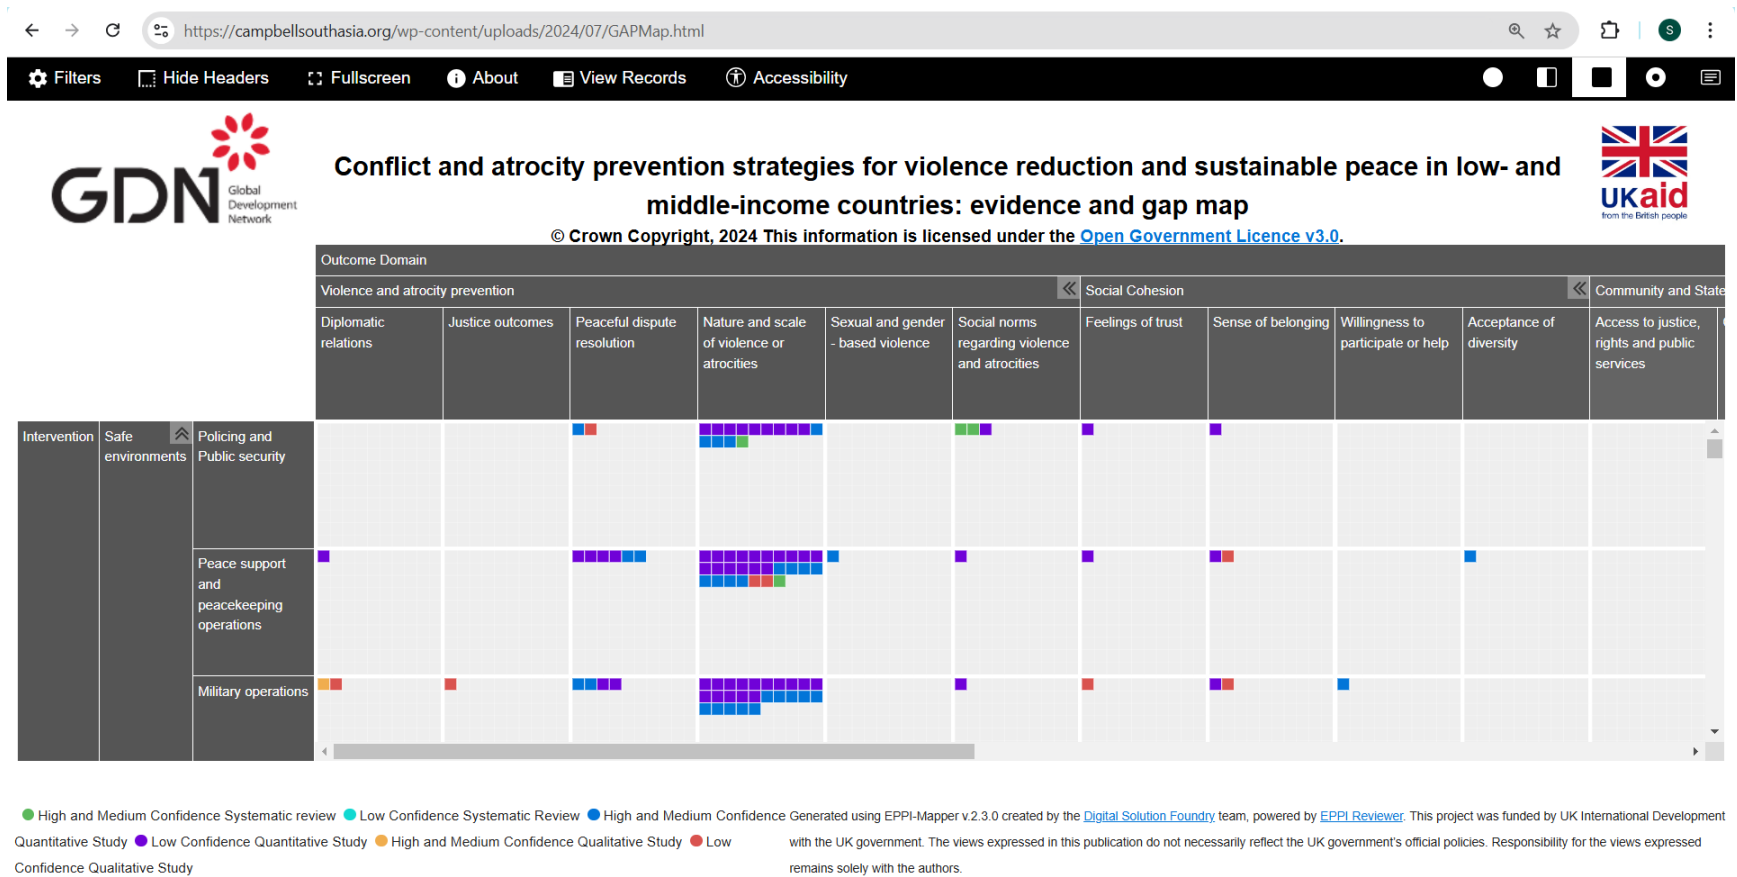 https://campbellsouthasia.org/wp-content/uploads/2024/07/GAPMap.html
S
Filters
Hide Headers
Fullscreen
About
View Records
Accessibility
GDN
Global
Development
Network
Conflict and atrocity prevention strategies for violence reduction and sustainable peace in low- and
middle-income countries: evidence and gap map
© Crown Copyright, 2024 This information is licensed under the Open Government Licence v3.0.
UKaid
from the British people
Outcome Domain
Violence and atrocity prevention
Social Cohesion
Community and State
Diplomatic
relations
Justice outcomes
Peaceful dispute
resolution
Nature and scale
of violence or
atrocities
Sexual and gender
- based violence
Social norms
regarding violence
and atrocities
Feelings of trust
Sense of belonging
Willingness to
participate or help
Acceptance of
diversity
Access to justice,
rights and public
services
Intervention
Safe
environments
Policing and
Public security
Peace support
and
peacekeeping
operations
Military operations
High and Medium Confidence Systematic review Low Confidence Systematic Review High and Medium Confidence
Quantitative Study Low Confidence Quantitative Study High and Medium Confidence Qualitative Study Low
Confidence Qualitative Study
Generated using EPPI-Mapper v.2.3.0 created by the Digital Solution Foundry team, powered by EPPI Reviewer. This project was funded by UK International Development
with the UK government. The views expressed in this publication do not necessarily reflect the UK government's official policies. Responsibility for the views expressed
remains solely with the authors.